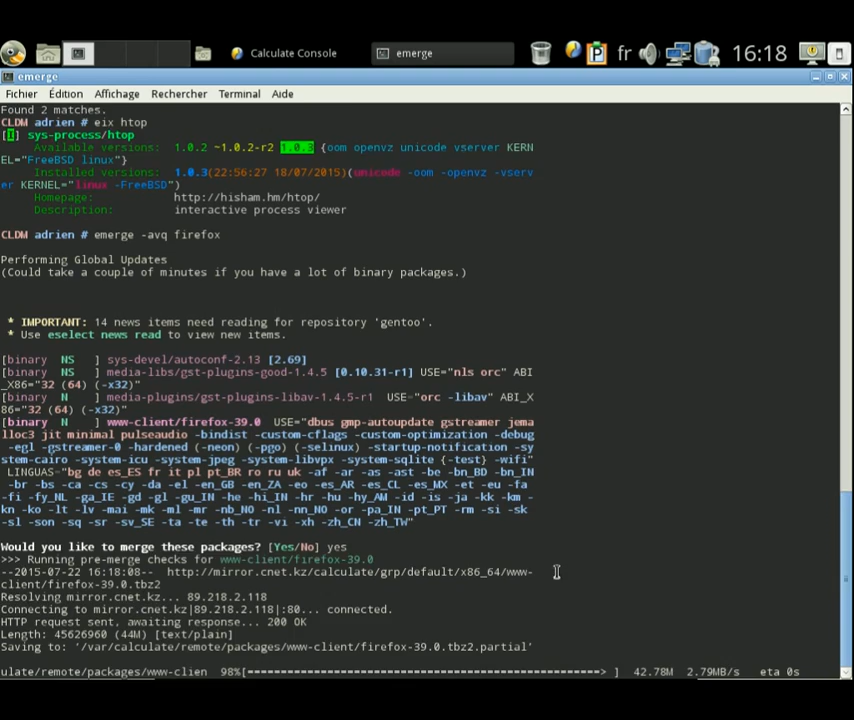 Calculate Console
emerge
fr
16:18
emerge
Fichier Édition Affichage Rechercher Terminal Aide
Found 2 matches.
CLDM adrien # eix htop
[I] sys-process/htop
Available versions: 1.0.2 ~1.0.2-r2 1.0.3 {oom openvz unicode vserver KERN
EL="FreeBSD linux"}
Installed versions: 1.0.3(22:56:27 18/07/2015)(unicode -oom -openvz -vserv
er KERNEL="linux -FreeBSD")
Homepage: http://hisham.hm/htop/
Description: interactive process viewer
CLDM adrien # emerge -avq firefox
Performing Global Updates
(Could take a couple of minutes if you have a lot of binary packages.)
* IMPORTANT: 14 news items need reading for repository 'gentoo'.
* Use eselect news read to view new items.
[binary NS ] sys-devel/autoconf-2.13 [2.69]
[binary NS ] media-libs/gst-plugins-good-1.4.5 [0.10.31-r1] USE="nls orc" ABI
_X86="32 (64) (-x32)"
[binary N ] media-plugins/gst-plugins-libav-1.4.5-r1 USE="orc -libav" ABI_X
86="32 (64) (-x32)"
[binary N ] www-client/firefox-39.0 USE="dbus gmp-autoupdate gstreamer jema
lloc3 jit minimal pulseaudio -bindist -custom-cflags -custom-optimization -debug
-egl -gstreamer-0 -hardened (-neon) (-pgo) (-selinux) -startup-notification -sy
stem-cairo -system-icu -system-jpeg -system-libvpx -system-sqlite {-test} -wifi"
LINGUAS="bg de es_ES fr it pl pt_BR ro ru uk -af -ar -as -ast -be -bn_BD -bn_IN
-br -bs -ca -cs -cy -da -el -en_GB -en_ZA -eo -es_AR -es_CL -es_MX -et -eu -fa
-fi -fy_NL -ga_IE -gd -gl -gu_IN -he -hi_IN -hr -hu -hy_AM -id -is -ja -kk -km -
kn -ko -lt -lv -mai -mk -ml -mr -nb_NO -nl -nn_NO -or -pa_IN -pt_PT -rm -si -sk
-sl -son -sq -sr -sv_SE -ta -te -th -tr -vi -xh -zh_CN -zh_TW"
Would you like to merge these packages? [Yes/No] yes
>>> Running pre-merge checks for www-client/firefox-39.0
--2015-07-22 16:18:08-- http://mirror.cnet.kz/calculate/grp/default/x86_64/www-
client/firefox-39.0.tbz2
Resolving mirror.cnet.kz... 89.218.2.118
Connecting to mirror.cnet.kz|89.218.2.118|:80... connected.
HTTP request sent, awaiting response... 200 OK
Length: 45626960 (44M) [text/plain]
Saving to: '/var/calculate/remote/packages/www-client/firefox-39.0.tbz2.partial'
ulate/remote/packages/www-clien 98%[==================================================> ] 42.78M 2.79MB/s eta 0s